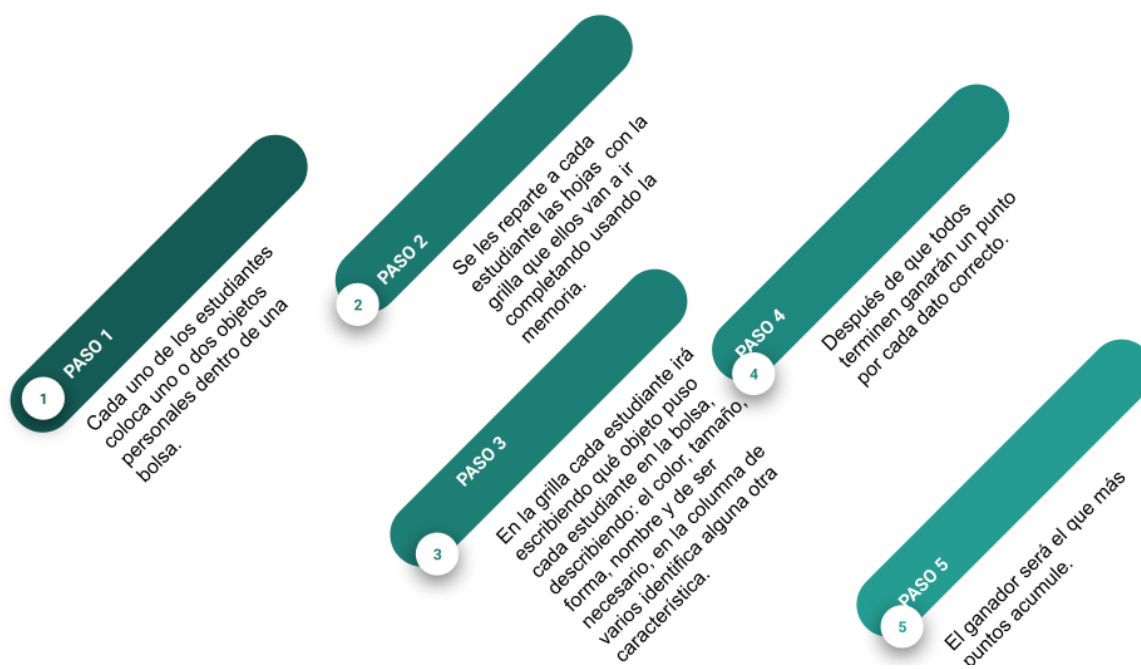 PASO 1
1
Cada uno de los estudiantes
coloca uno o dos objetos
personales dentro de una
bolsa.
PASO 2
2
Se les reparte a cada
estudiante las hojas con la
grilla que ellos van a ir
completando usando la
memoria.
PASO 3
3
En la grilla cada estudiante irá
escribiendo qué objeto puso
cada estudiante en la bolsa,
describiendo: el color, tamaño,
forma, nombre y de ser
necesario, en la columna de
varios identifica alguna otra
característica.
PASO 4
4
Después de que todos
terminen ganarán un punto
por cada dato correcto.
PASO 5
5
El ganador será el que más
puntos acumule.